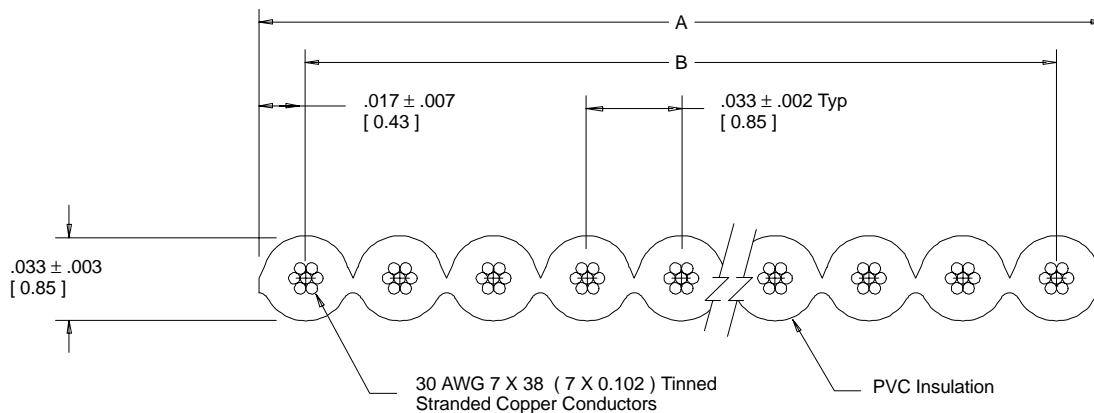 A
B
.017 ± .007
[ 0.43 ]
.033 ± .002 Typ
[ 0.85 ]
.033 ± .003
[ 0.85 ]
30 AWG 7 X 38 ( 7 X 0.102 ) Tinned
Stranded Copper Conductors
PVC Insulation